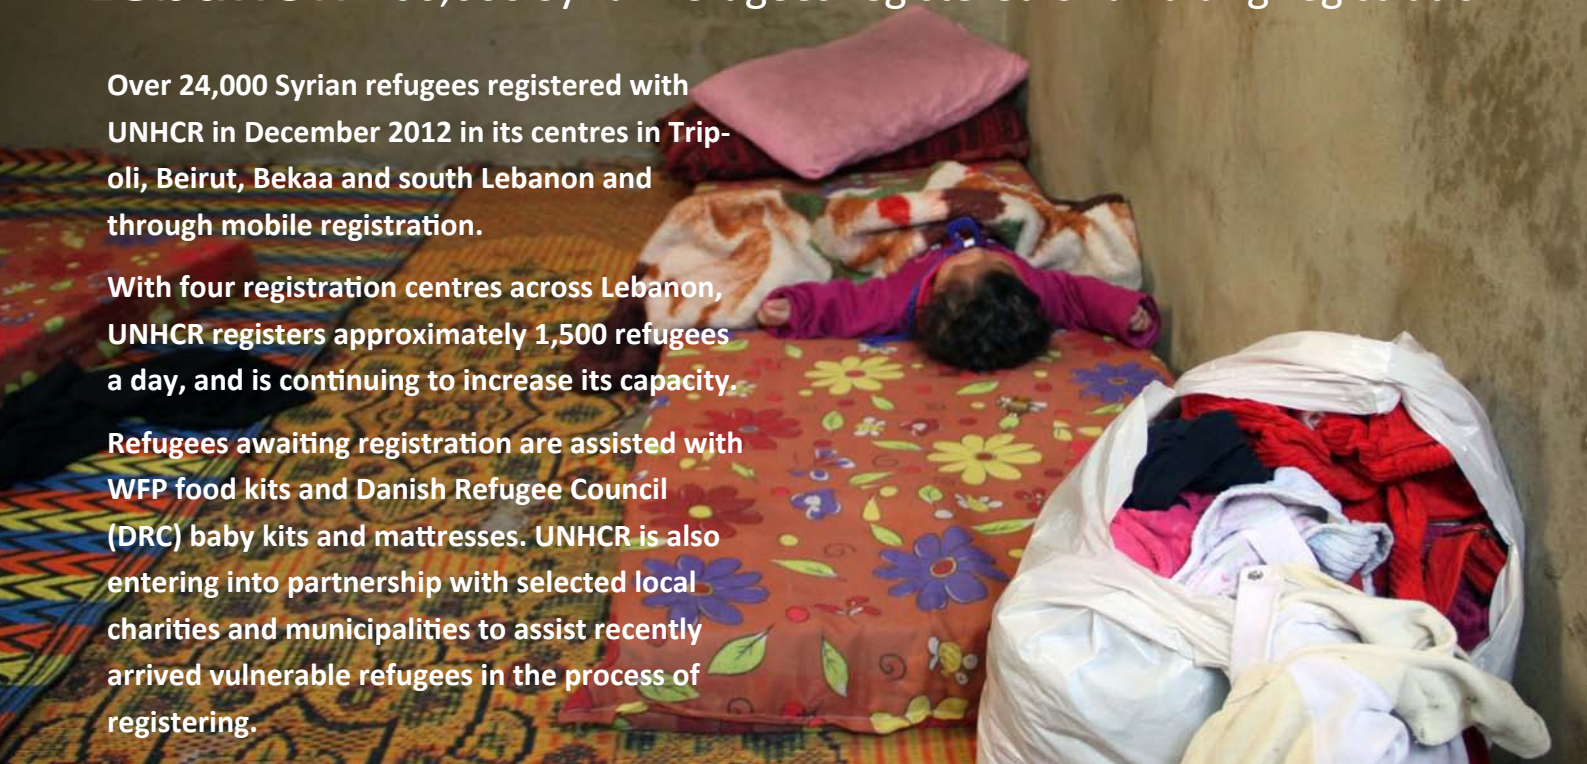 Syrian refugees registered
Over 24,000 Syrian refugees registered with
UNHCR in December 2012 in its centres in Trip-
oli, Beirut, Bekaa and south Lebanon and
through mobile registration.
With four registration centres across Lebanon,
UNHCR registers approximately 1,500 refugees
a day, and is continuing to increase its capacity.
Refugees awaiting registration are assisted with
WFP food kits and Danish Refugee Council
(DRC) baby kits and mattresses. UNHCR is also
entering into partnership with selected local
charities and municipalities to assist recently
arrived vulnerable refugees in the process of
registering.